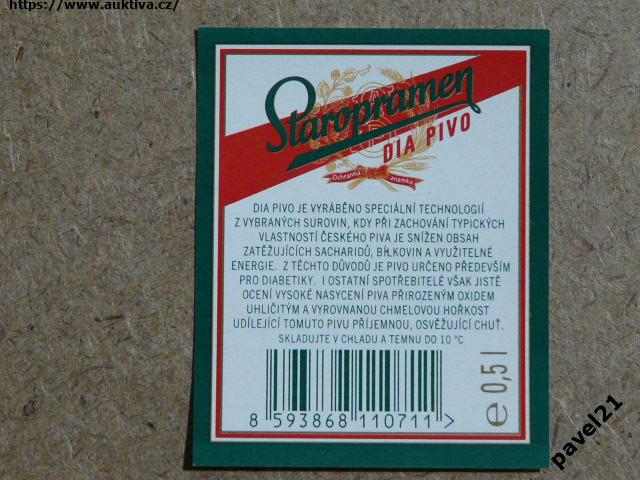 https://www.auktiva.cz/
Staropramen
DIA PIVO
Ochranná známka
DIA PIVO JE VYRÁBĚNO SPECIÁLNÍ TECHNOLOGIÍ
Z VYBRANÝCH SUROVIN, KDY PŘI ZACHOVÁNÍ TYPICKÝCH
VLASTNOSTÍ ČESKÉHO PIVA JE SNÍŽEN OBSAH
ZATĚŽUJÍCÍCH SACHARIDŮ, BÍLKOVIN A VYUŽITELNÉ
ENERGIE. Z TĚCHTO DŮVODŮ JE PIVO URČENO PŘEDEVŠÍM
PRO DIABETIKY. I OSTATNÍ SPOTŘEBITELÉ VŠAK JISTĚ
OCENÍ VYSOKÉ NASYCENÍ PIVA PŘIROZENÝM OXIDEM
UHLIČITÝM A VYROVNANOU CHMELOVOU HOŘKOST
UDÍLEJÍCÍ TOMUTO PIVU PŘÍJEMNOU, OSVĚŽUJÍCÍ CHUŤ.
SKLADUJTE V CHLADU A TEMNU DO 10 °C
8 593868 110711 >
e 0,5 l
pavel21